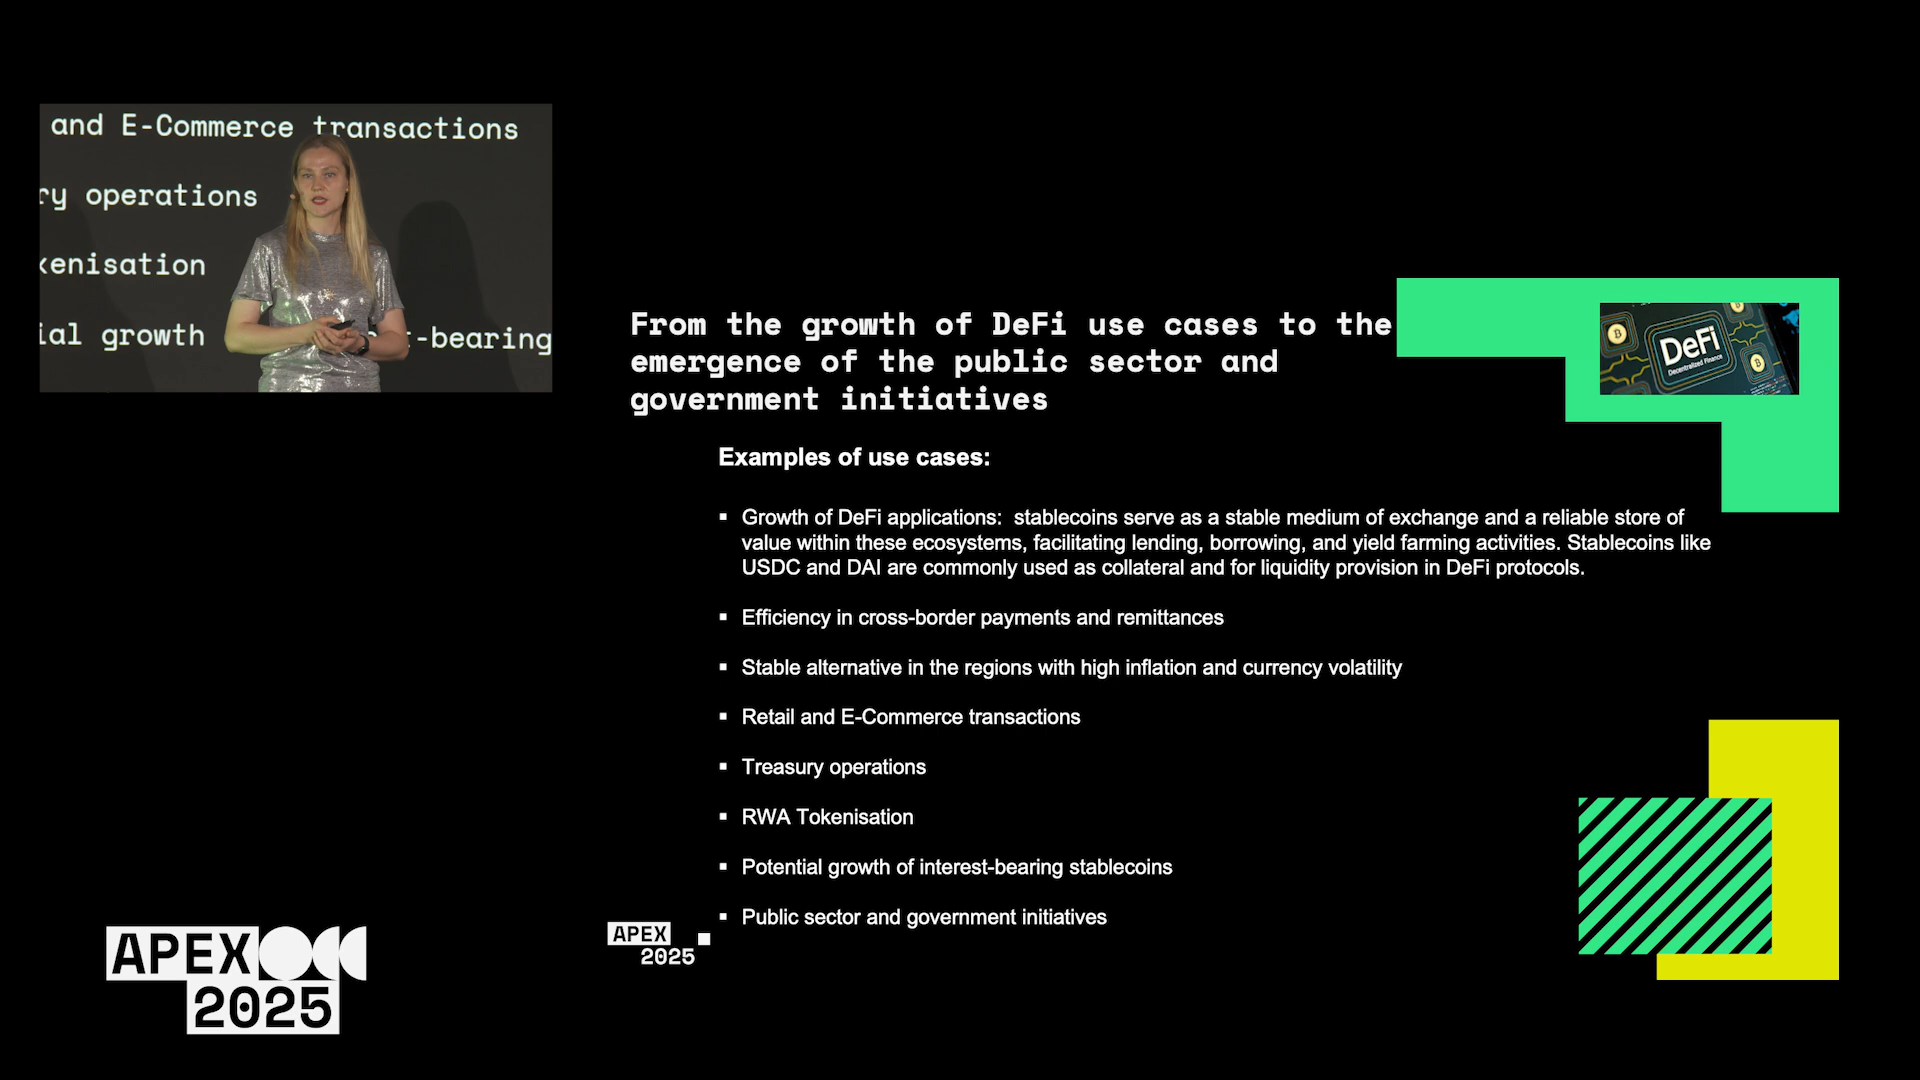 and E-Commerce transactions
operations
growth
-bearing
From the growth of DeFi use cases to the
emergence of the public sector and
government initiatives
DeFi
Decentralized Finance
Examples of use cases:
▪ Growth of DeFi applications:  stablecoins serve as a stable medium of exchange and a reliable store of
value within these ecosystems, facilitating lending, borrowing, and yield farming activities. Stablecoins like
USDC and DAI are commonly used as collateral and for liquidity provision in DeFi protocols.
▪ Efficiency in cross-border payments and remittances
▪ Stable alternative in the regions with high inflation and currency volatility
▪ Retail and E-Commerce transactions
▪ Treasury operations
▪ RWA Tokenisation
▪ Potential growth of interest-bearing stablecoins
▪ Public sector and government initiatives
APEX
2025
APEX
2025